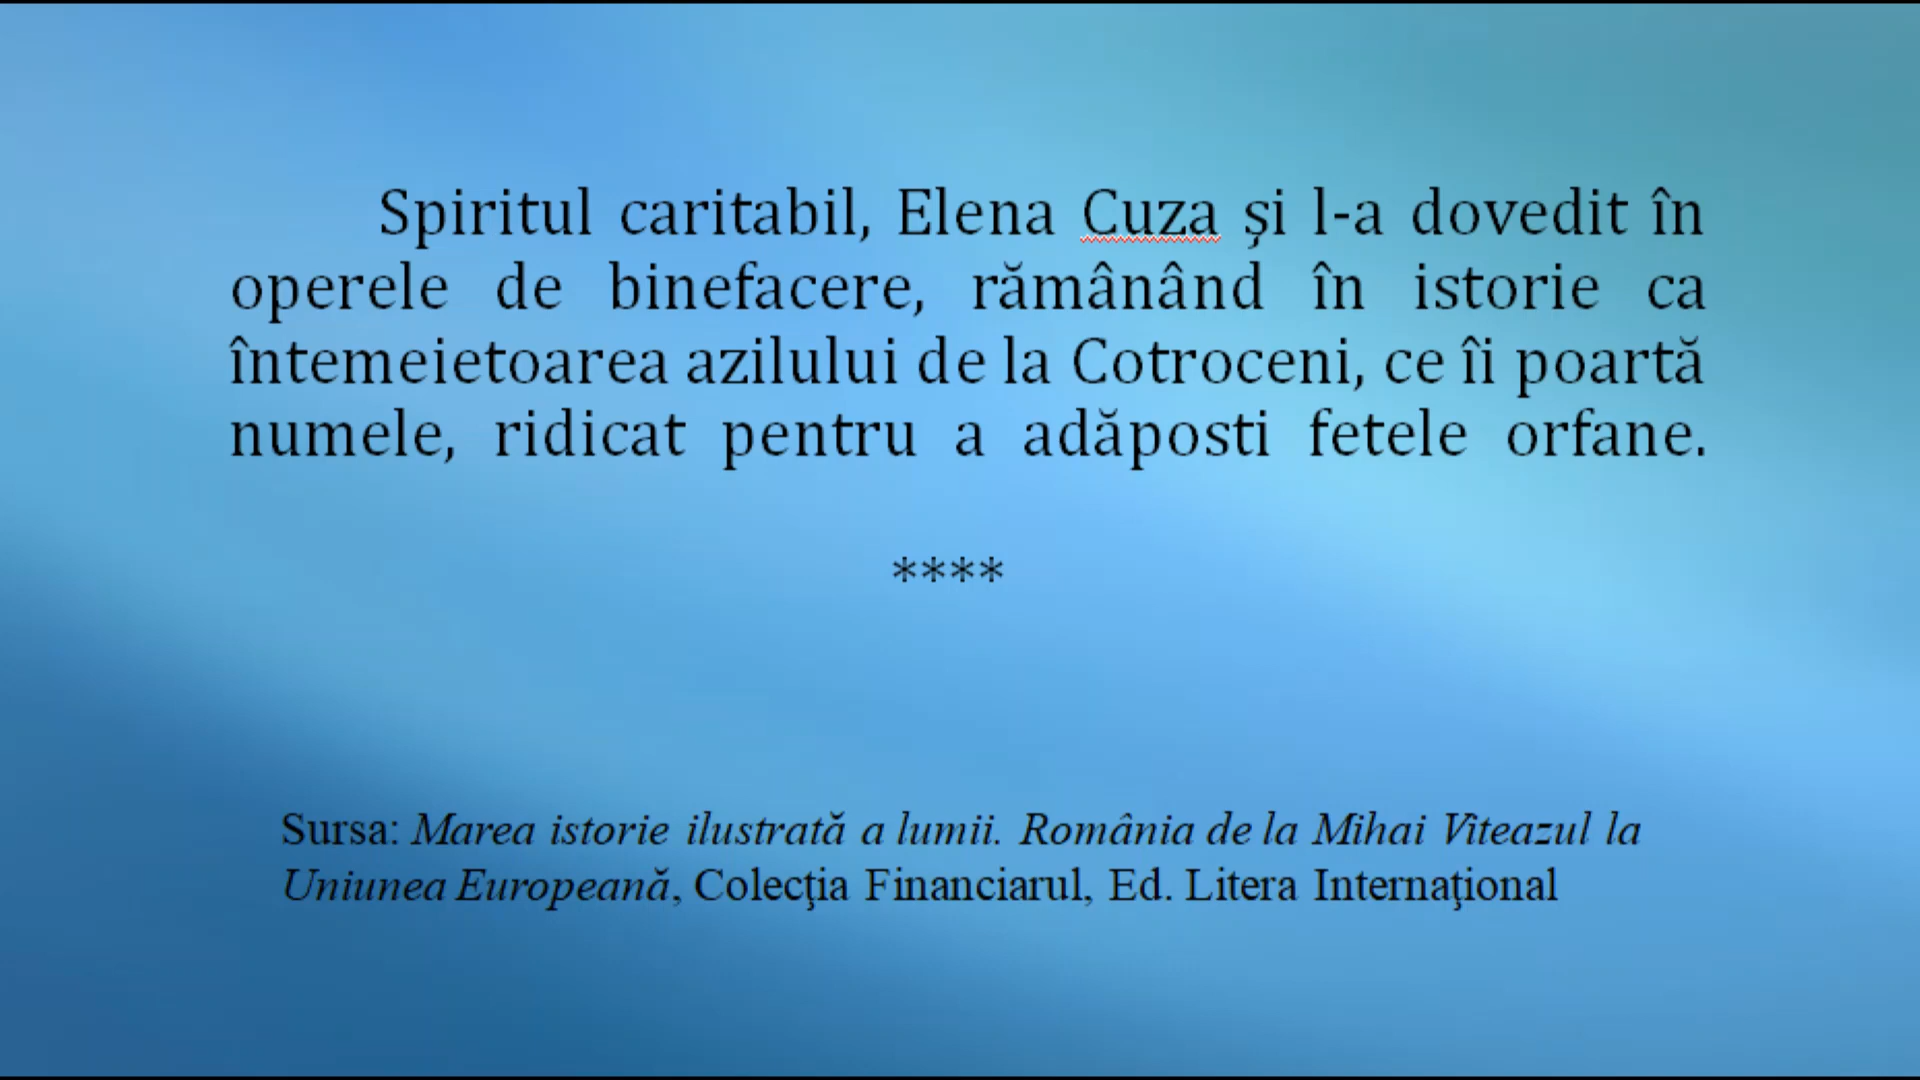 Spiritul caritabil, Elena Cuza și l-a dovedit în
operele de binefacere, rămânând în istorie ca
întemeietoarea azilului de la Cotroceni, ce îi poartă
numele, ridicat pentru a adăposti fetele orfane.
****
Sursa: Marea istorie ilustrată a lumii. România de la Mihai Viteazul la
Uniunea Europeană, Colecţia Financiarul, Ed. Litera Internaţional